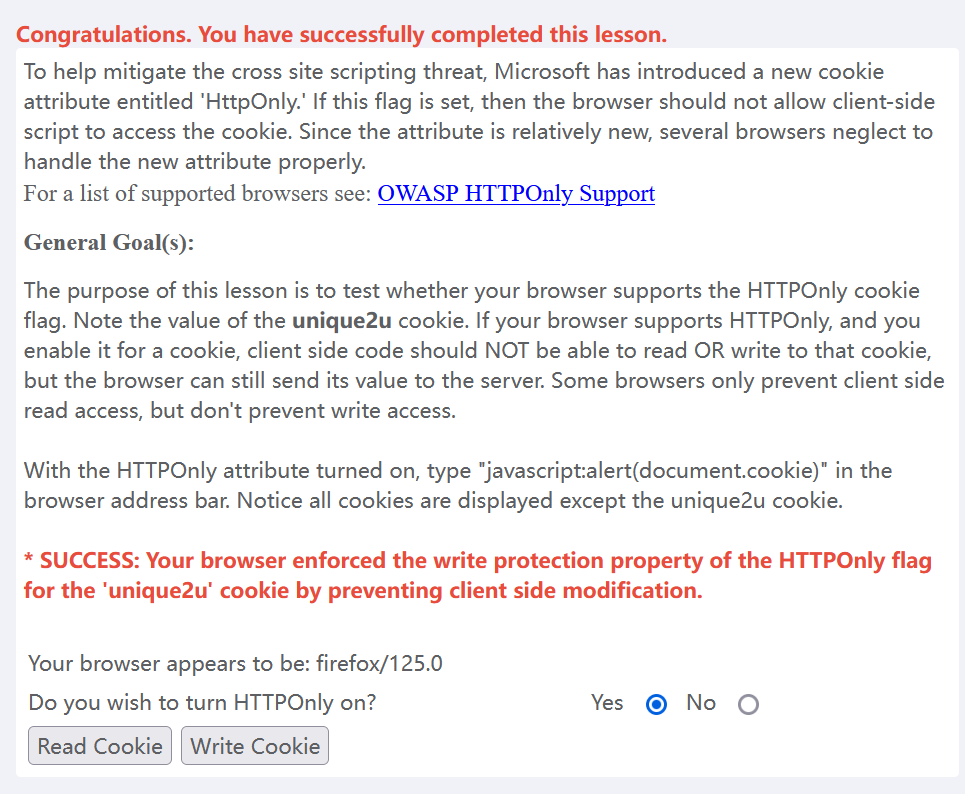 Congratulations. You have successfully completed this lesson.
To help mitigate the cross site scripting threat, Microsoft has introduced a new cookie
attribute entitled 'HttpOnly.' If this flag is set, then the browser should not allow client-side
script to access the cookie. Since the attribute is relatively new, several browsers neglect to
handle the new attribute properly.
For a list of supported browsers see: OWASP HTTPOnly Support
General Goal(s):
The purpose of this lesson is to test whether your browser supports the HTTPOnly cookie
flag. Note the value of the unique2u cookie. If your browser supports HTTPOnly, and you
enable it for a cookie, client side code should NOT be able to read OR write to that cookie,
but the browser can still send its value to the server. Some browsers only prevent client side
read access, but don't prevent write access.
With the HTTPOnly attribute turned on, type "javascript:alert(document.cookie)" in the
browser address bar. Notice all cookies are displayed except the unique2u cookie.
* SUCCESS: Your browser enforced the write protection property of the HTTPOnly flag
for the 'unique2u' cookie by preventing client side modification.
Your browser appears to be: firefox/125.0
Do you wish to turn HTTPOnly on? Yes No
Read Cookie Write Cookie